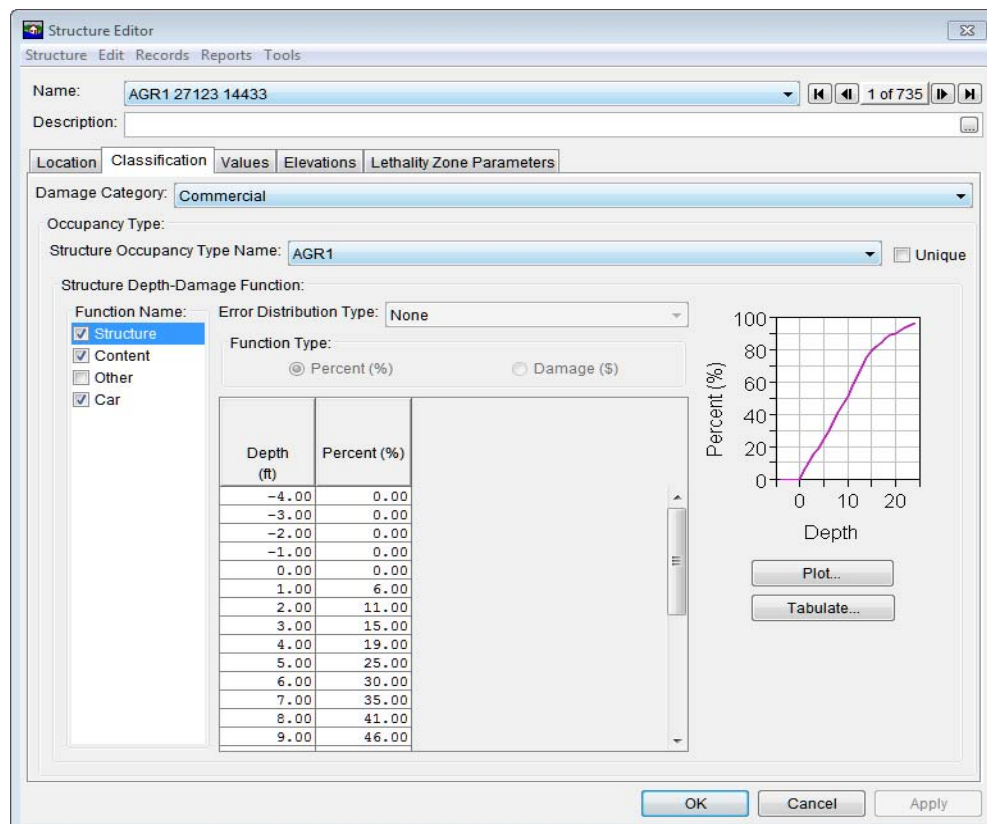 Structure Editor
Structure Edit Records Reports Tools
Name: AGR1 27123 14433 1 of 735
Description: ...
Location Classification Values Elevations Lethality Zone Parameters
Damage Category: Commercial
Occupancy Type:
Structure Occupancy Type Name: AGR1 Unique
Structure Depth-Damage Function:
Function Name:
Structure
Content
Other
Car
Error Distribution Type: None
Function Type:
Percent (%) Damage ($)
Depth (ft) Percent (%)
-4.00 0.00
-3.00 0.00
-2.00 0.00
-1.00 0.00
0.00 0.00
1.00 6.00
2.00 11.00
3.00 15.00
4.00 19.00
5.00 25.00
6.00 30.00
7.00 35.00
8.00 41.00
9.00 46.00
100
80
60
40
20
0
Percent (%)
0 10 20
Depth
Plot...
Tabulate...
OK Cancel Apply